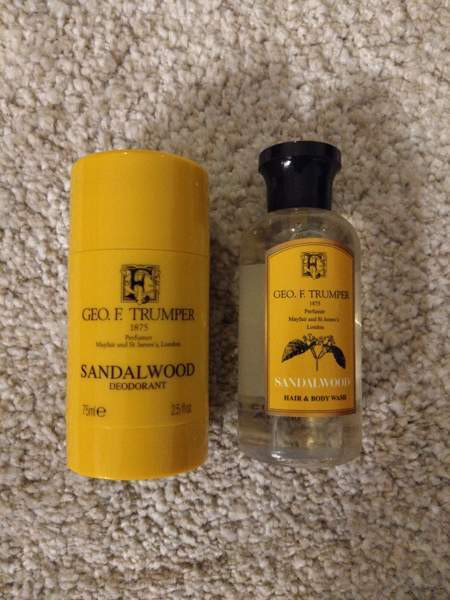 F
GEO. F. TRUMPER
1875
Perfumer
Mayfair and St James's, London
SANDALWOOD
DEODORANT
75ml e 2.5 fl oz
F
GEO. F. TRUMPER
1875
Perfumer
Mayfair and St James's
London
SANDALWOOD
HAIR & BODY WASH